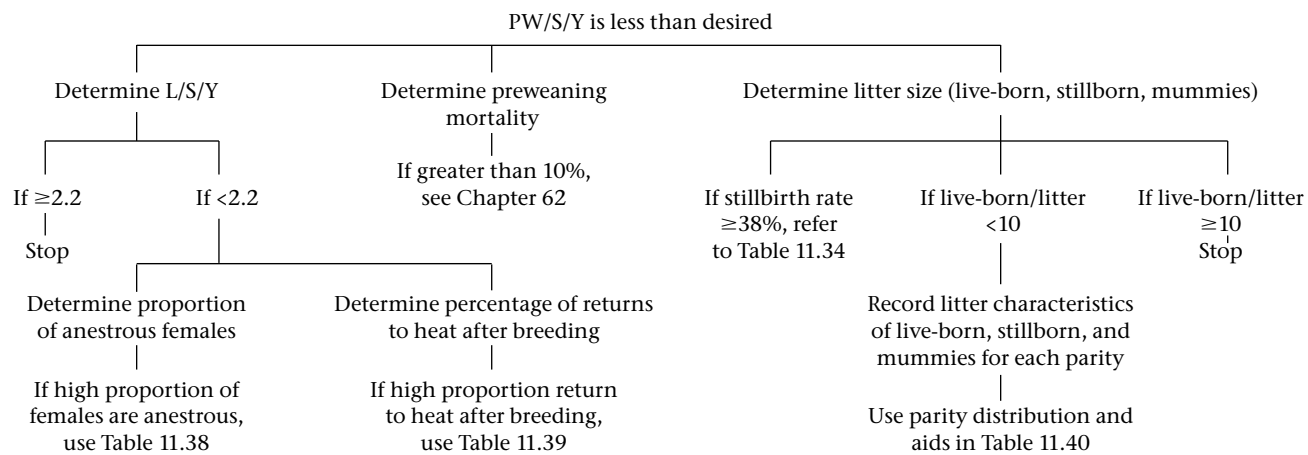 PW/S/Y is less than desired
Determine L/S/Y
Determine preweaning
mortality
Determine litter size (live-born, stillborn, mummies)
If ≥2.2
Stop
If <2.2
If greater than 10%,
see Chapter 62
If stillbirth rate
≥38%, refer
to Table 11.34
If live-born/litter
<10
If live-born/litter
≥10
Stop
Determine proportion
of anestrous females
Determine percentage of returns
to heat after breeding
Record litter characteristics
of live-born, stillborn, and
mummies for each parity
If high proportion of
females are anestrous,
use Table 11.38
If high proportion return
to heat after breeding,
use Table 11.39
Use parity distribution and
aids in Table 11.40